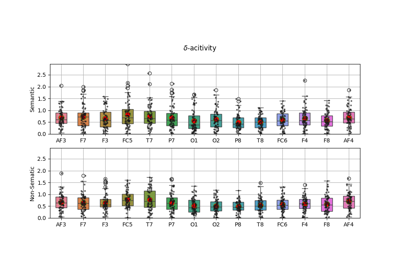 δ-acitivity
Semantic
2.5
2.0
1.5
1.0
0.5
0.0
AF3 F7 F3 FC5 T7 P7 O1 O2 P8 T8 FC6 F4 F8 AF4
Non-Sematic
2.5
2.0
1.5
1.0
0.5
0.0
AF3 F7 F3 FC5 T7 P7 O1 O2 P8 T8 FC6 F4 F8 AF4